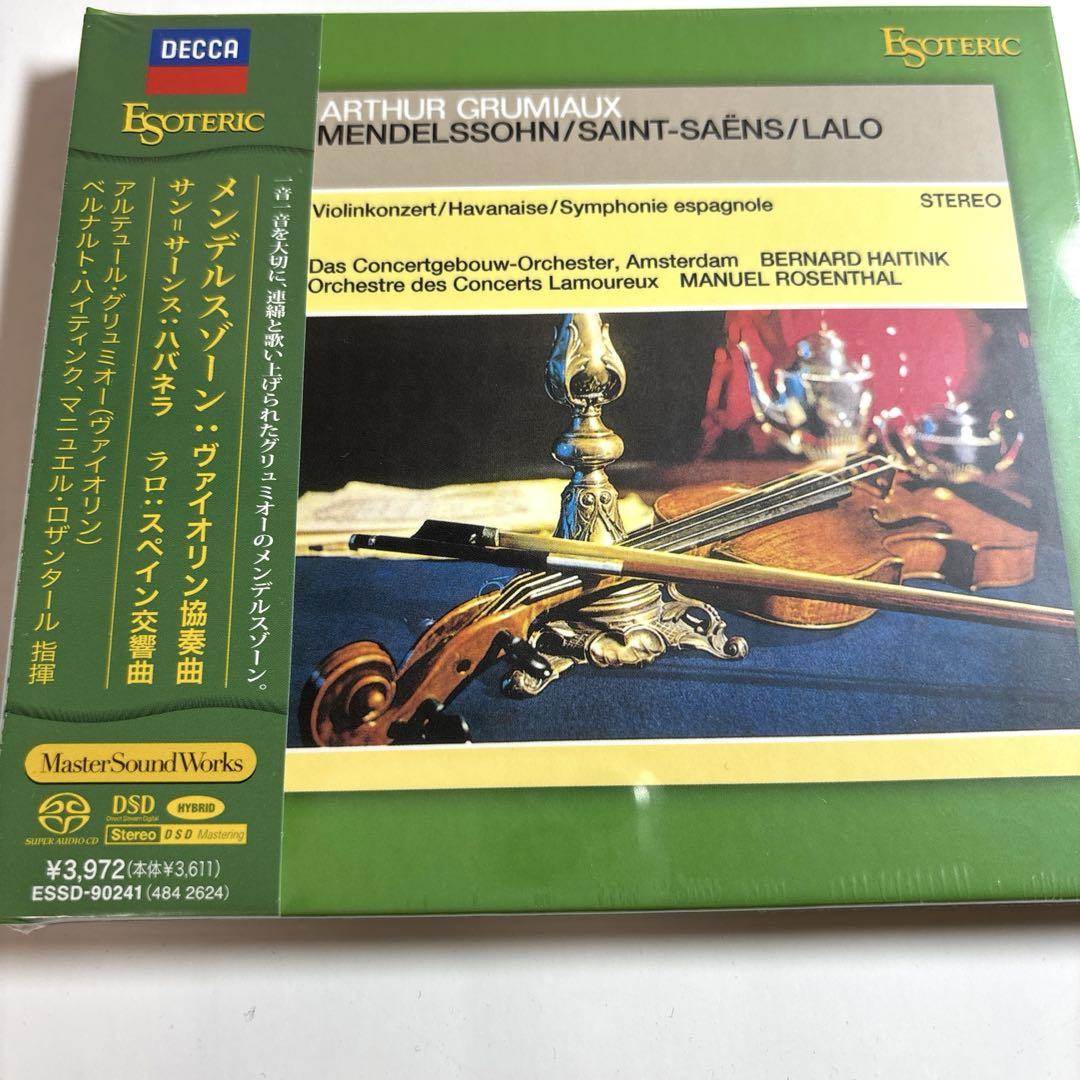 DECCA
ESOTERIC
一音一音を大切に、連綿と歌い上げられたグリュミオーのメンデルスゾーン。
メンデルスゾーン:ヴァイオリン協奏曲
サン=サーンス:ハバネラ ラロ:スペイン交響曲
アルテュール・グリュミオー(ヴァイオリン)
ベルナルト・ハイティンク、マニュエル・ロザンタール 指揮
MasterSoundWorks
SUPER AUDIO CD
DSD
Direct Stream Digital
HYBRID
Stereo DSD Mastering
¥3,972(本体¥3,611)
ESSD-90241(484 2624)
ESOTERIC
ARTHUR GRUMIAUX
MENDELSSOHN/SAINT-SAËNS/LALO
Violinkonzert/Havanaise/Symphonie espagnole
STEREO
Das Concertgebouw-Orchester, Amsterdam BERNARD HAITINK
Orchestre des Concerts Lamoureux MANUEL ROSENTHAL